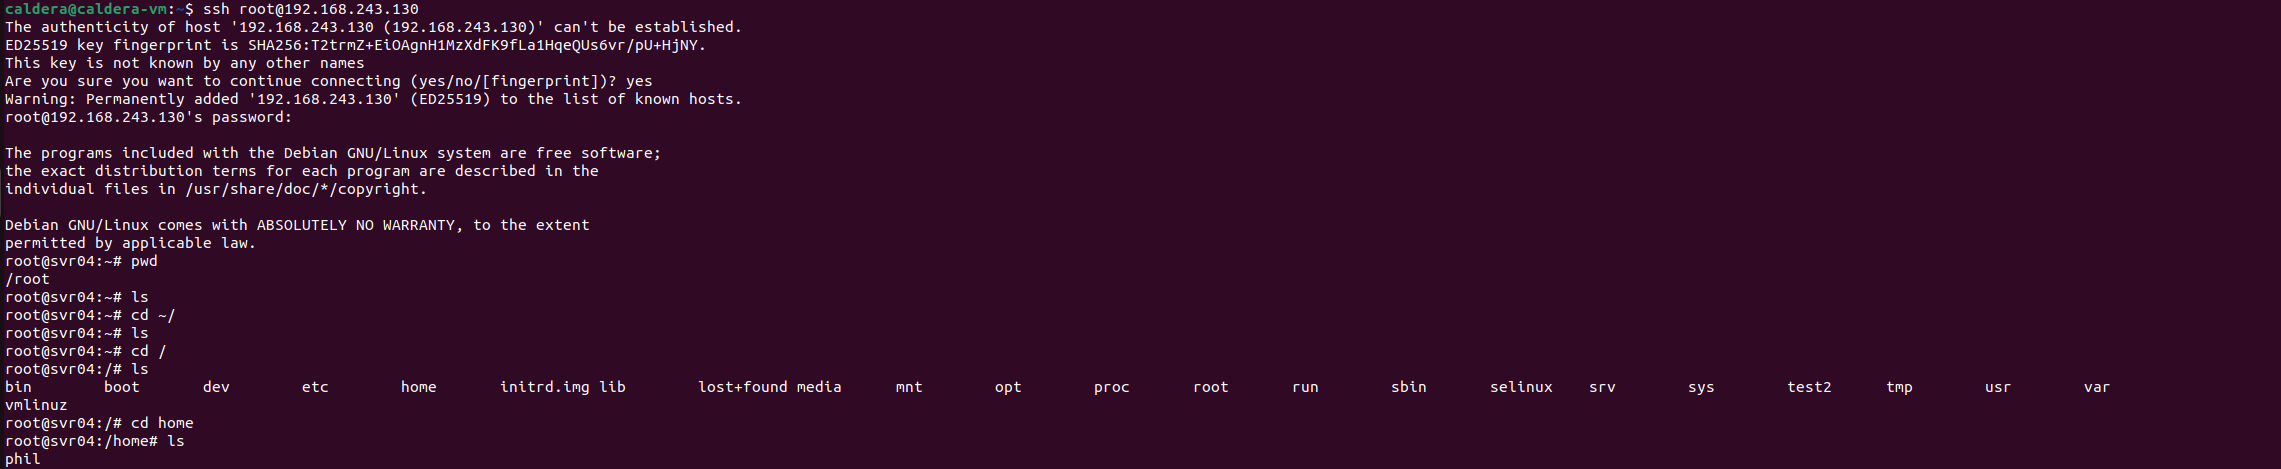 caldera@caldera-vm:~$ ssh root@192.168.243.130
The authenticity of host '192.168.243.130 (192.168.243.130)' can't be established.
ED25519 key fingerprint is SHA256:T2trmZ+EiOAgnH1MzXdFK9fLa1HqeQUs6vr/pU+HjNY.
This key is not known by any other names
Are you sure you want to continue connecting (yes/no/[fingerprint])? yes
Warning: Permanently added '192.168.243.130' (ED25519) to the list of known hosts.
root@192.168.243.130's password:
The programs included with the Debian GNU/Linux system are free software;
the exact distribution terms for each program are described in the
individual files in /usr/share/doc/*/copyright.
Debian GNU/Linux comes with ABSOLUTELY NO WARRANTY, to the extent
permitted by applicable law.
root@svr04:~# pwd
/root
root@svr04:~# ls
root@svr04:~# cd ~/
root@svr04:~# ls
root@svr04:~# cd /
root@svr04:/# ls
bin boot dev etc home initrd.img lib lost+found media mnt opt proc root run sbin selinux srv sys test2 tmp usr var
vmlinuz
root@svr04:/# cd home
root@svr04:/home# ls
phil